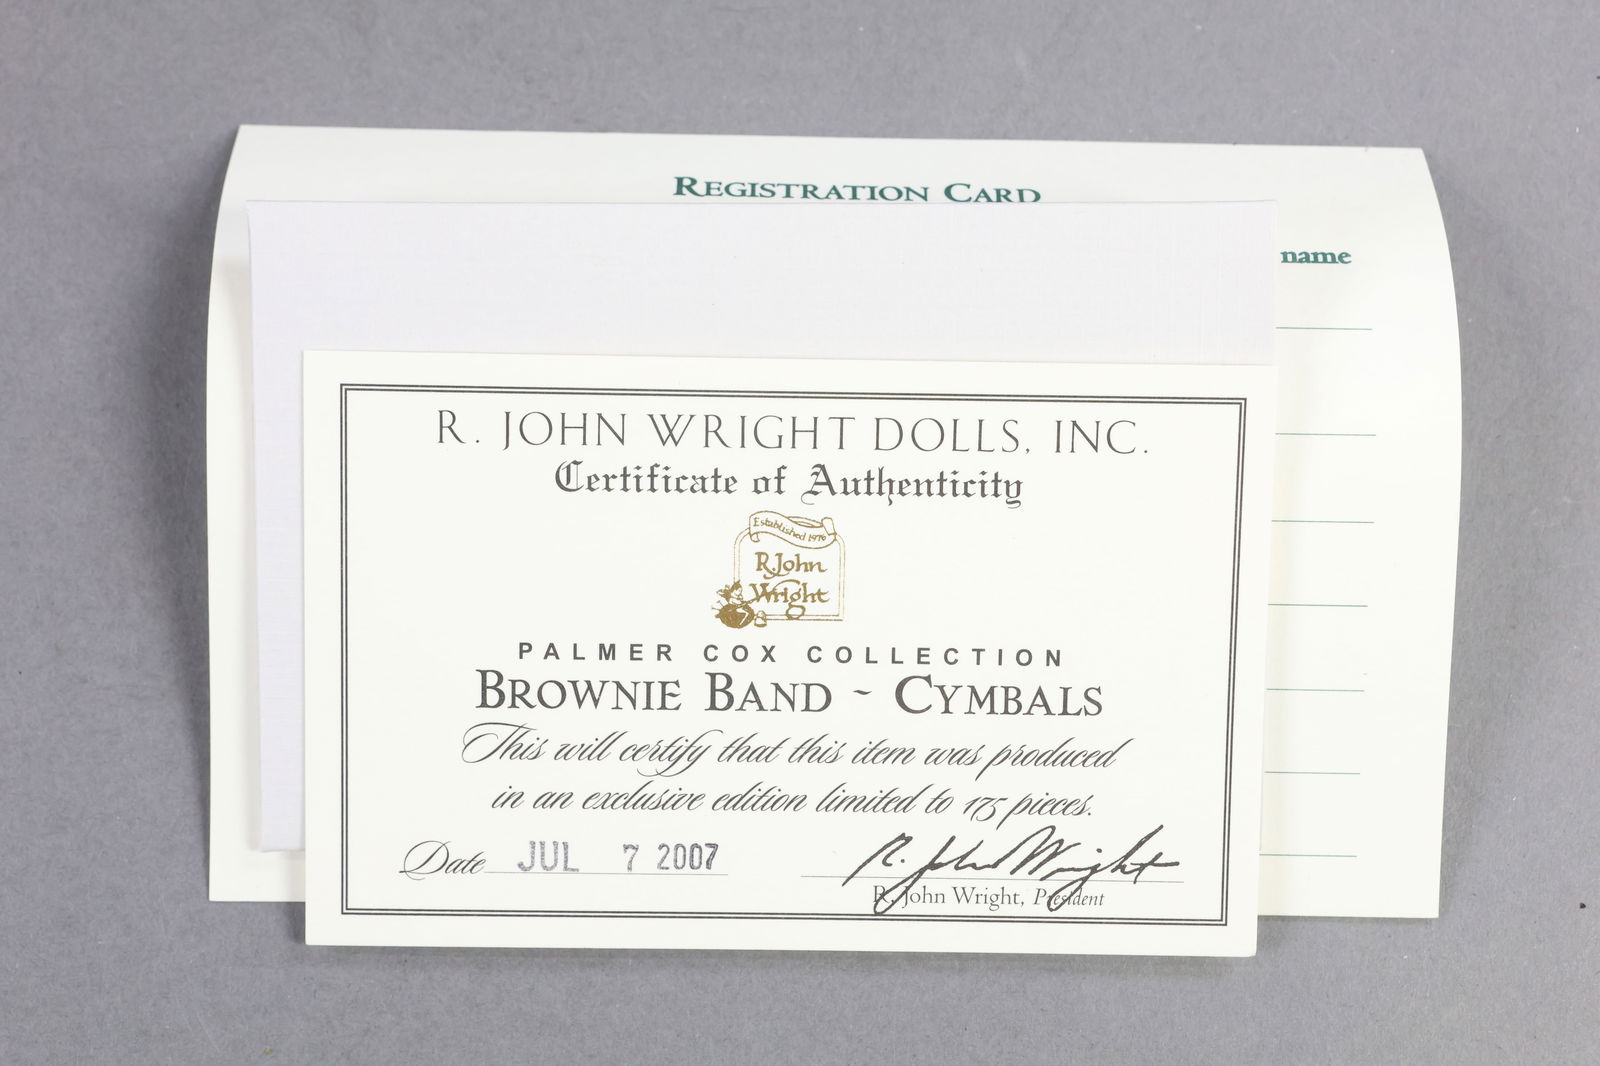 REGISTRATION CARD
name
R. JOHN WRIGHT DOLLS, INC.
Certificate of Authenticity
Established 1976
R. John
Wright
PALMER COX COLLECTION
BROWNIE BAND ~ CYMBALS
This will certify that this item was produced
in an exclusive edition limited to 175 pieces.
Date JUL 7 2007
R. John Wright
R. John Wright, President